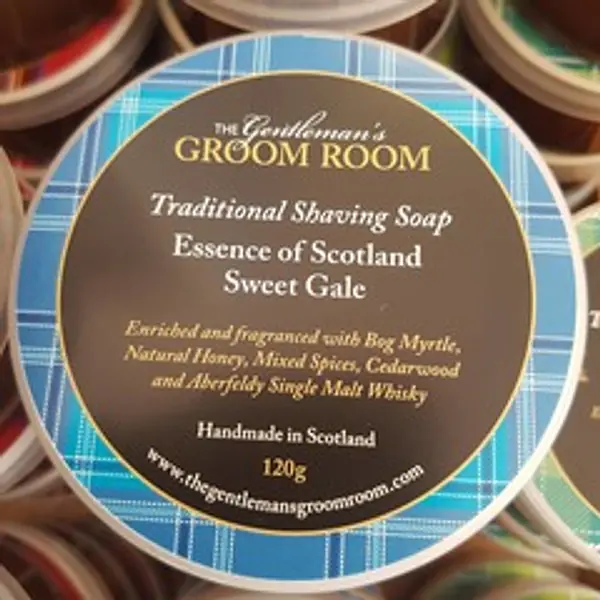 THE Gentleman's
GROOM ROOM
Traditional Shaving Soap
Essence of Scotland
Sweet Gale
Enriched and fragranced with Bog Myrtle,
Natural Honey, Mixed Spices, Cedarwood
and Aberfeldy Single Malt Whisky
Handmade in Scotland
120g
www.thegentlemansgroomroom.com